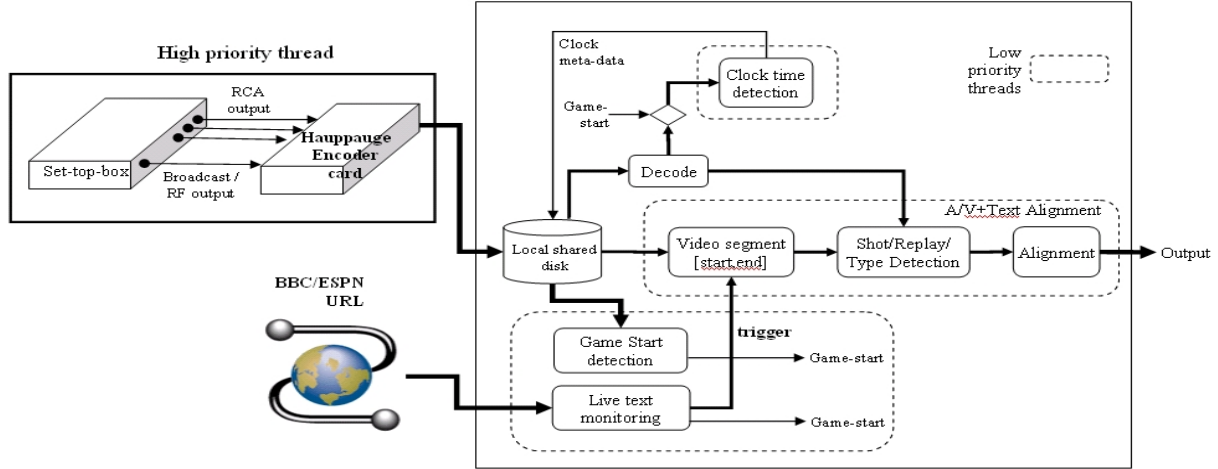 High priority thread
RCA
output
Set-top-box
Hauppauge
Encoder
card
Broadcast /
RF output
Clock
meta-data
Clock time
detection
Low
priority
threads
Game-
start
Decode
A/V+Text Alignment
Local shared
disk
Video segment
[start,end]
Shot/Replay/
Type Detection
Alignment
Output
BBC/ESPN
URL
trigger
Game Start
detection
Game-start
Live text
monitoring
Game-start